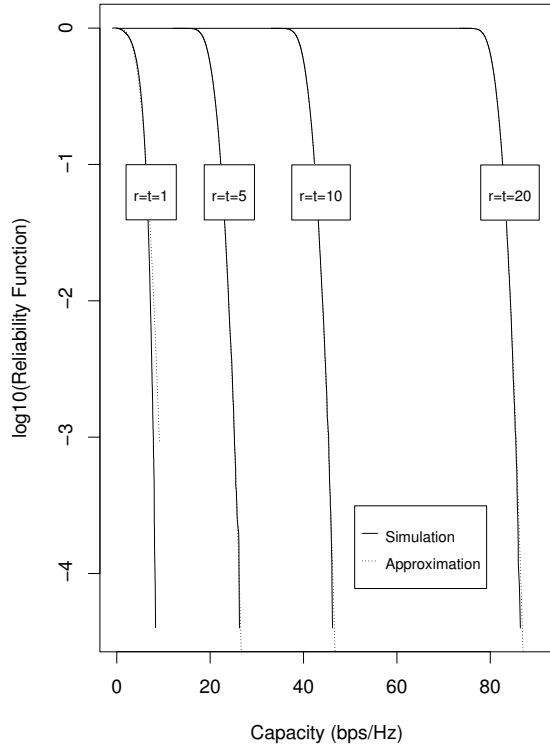 log10(Reliability Function)
0
−1
−2
−3
−4
r=t=1
r=t=5
r=t=10
r=t=20
Simulation
Approximation
0
20
40
60
80
Capacity (bps/Hz)